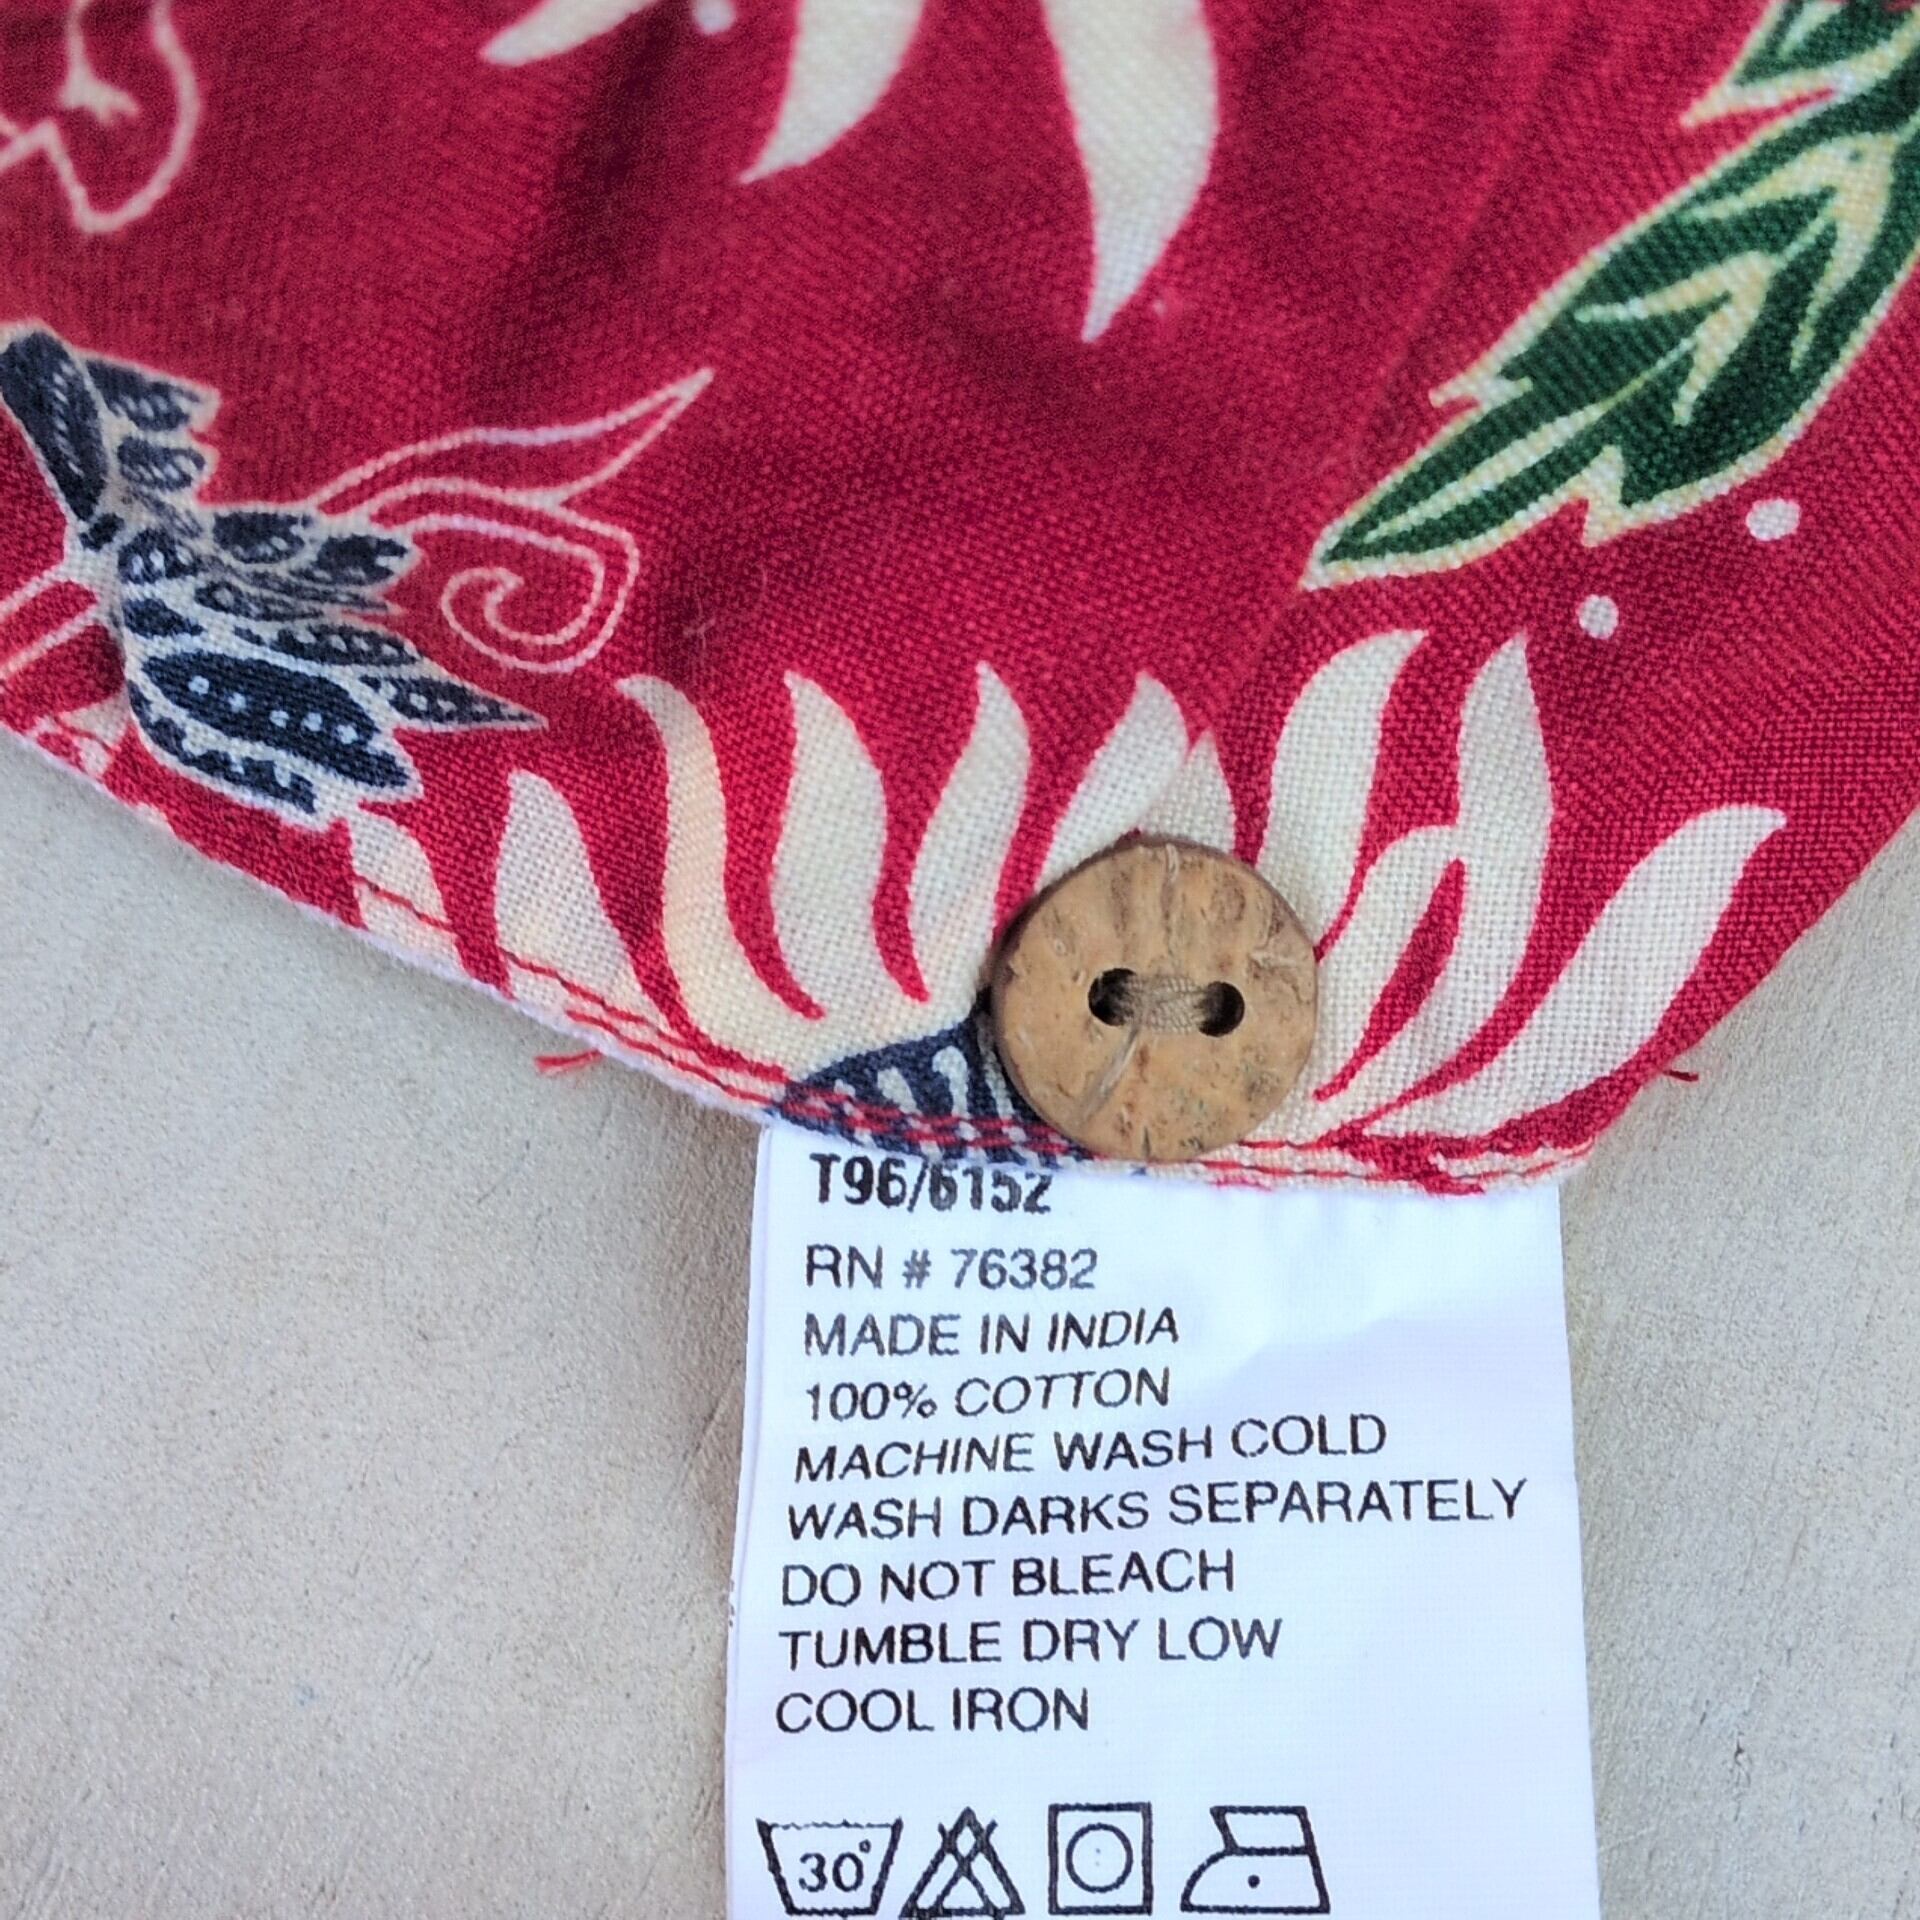 T96/6152
RN # 76382
MADE IN INDIA
100% COTTON
MACHINE WASH COLD
WASH DARKS SEPARATELY
DO NOT BLEACH
TUMBLE DRY LOW
COOL IRON
30°